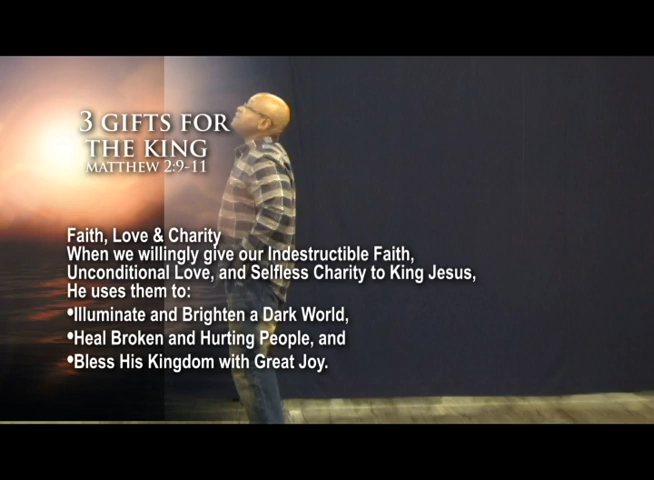 3 GIFTS FOR
THE KING
MATTHEW 2:9-11
Faith, Love & Charity
When we willingly give our Indestructible Faith,
Unconditional Love, and Selfless Charity to King Jesus,
He uses them to:
•Illuminate and Brighten a Dark World,
•Heal Broken and Hurting People, and
•Bless His Kingdom with Great Joy.